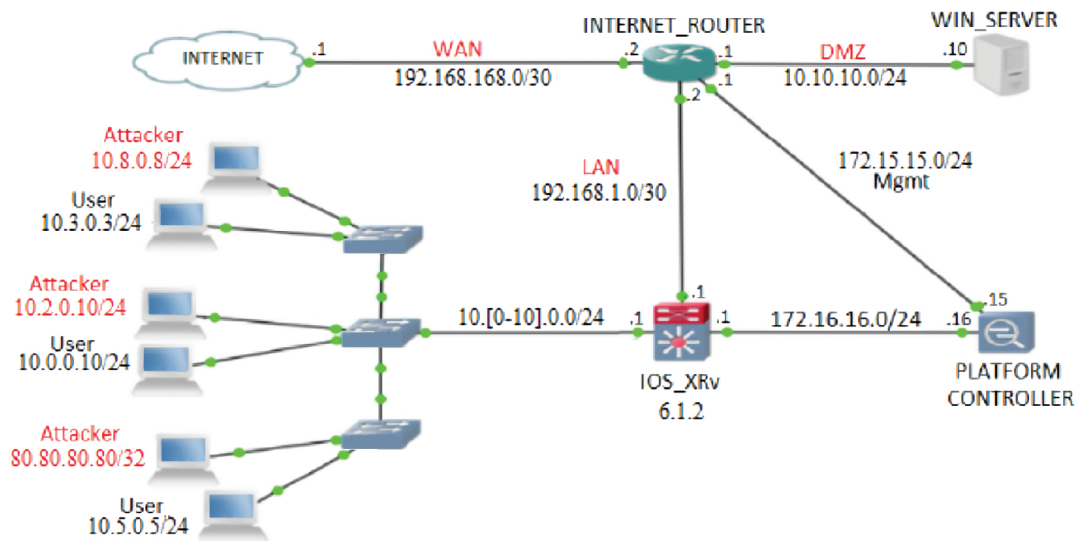 INTERNET_ROUTER
WIN_SERVER
INTERNET
.1
WAN
192.168.168.0/30
.2
.1
DMZ
10.10.10.0/24
.10
.1
.2
Attacker
10.8.0.8/24
User
10.3.0.3/24
LAN
192.168.1.0/30
172.15.15.0/24
Mgmt
Attacker
10.2.0.10/24
User
10.0.0.10/24
10.[0-10].0.0/24
.1
.1
.1
172.16.16.0/24
.15
.16
IOS_XRv
6.1.2
PLATFORM
CONTROLLER
Attacker
80.80.80.80/32
User
10.5.0.5/24